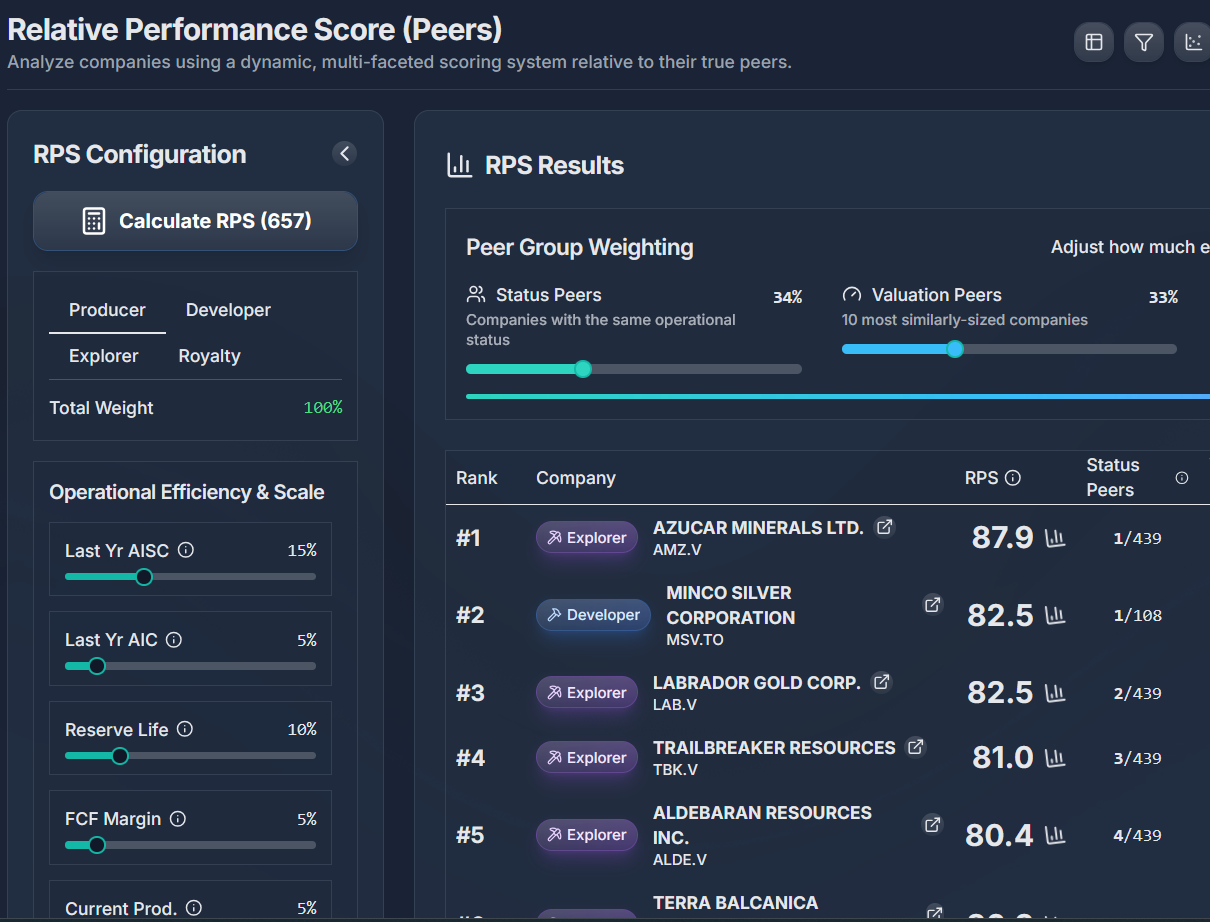 Relative Performance Score (Peers)
Analyze companies using a dynamic, multi-faceted scoring system relative to their true peers.
RPS Configuration
Calculate RPS (657)
Producer
Developer
Explorer
Royalty
Total Weight
100%
Operational Efficiency & Scale
Last Yr AISC
15%
Last Yr AIC
5%
Reserve Life
10%
FCF Margin
5%
Current Prod.
5%
RPS Results
Peer Group Weighting
Adjust how much e
Status Peers
34%
Companies with the same operational
status
Valuation Peers
33%
10 most similarly-sized companies
Rank
Company
RPS
Status
Peers
#1
Explorer
AZUCAR MINERALS LTD.
AMZ.V
87.9
1/439
#2
Developer
MINCO SILVER
CORPORATION
MSV.TO
82.5
1/108
#3
Explorer
LABRADOR GOLD CORP.
LAB.V
82.5
2/439
#4
Explorer
TRAILBREAKER RESOURCES
TBK.V
81.0
3/439
#5
Explorer
ALDEBARAN RESOURCES
INC.
ALDE.V
80.4
4/439
TERRA BALCANICA